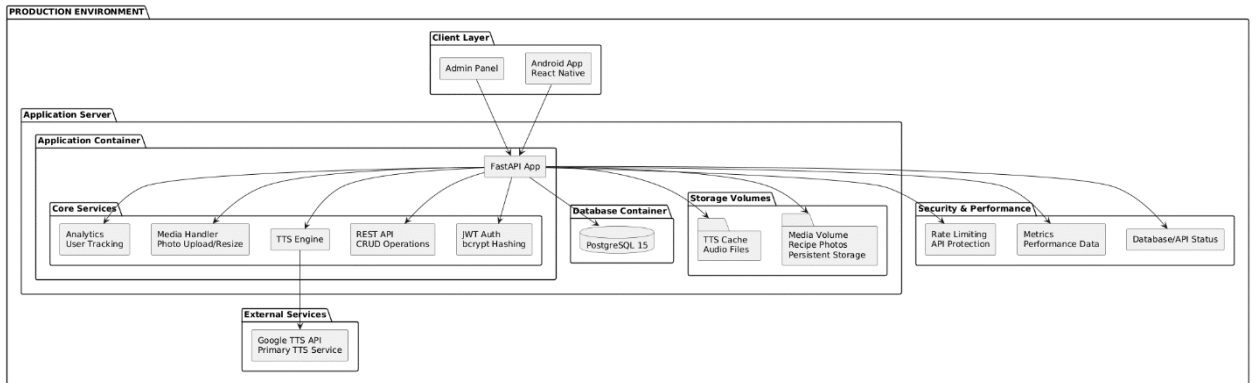 PRODUCTION ENVIRONMENT
Client Layer
Admin Panel
Android App
React Native
Application Server
Application Container
FastAPI App
Core Services
Analytics
User Tracking
Media Handler
Photo Upload/Resize
TTS Engine
REST API
CRUD Operations
JWT Auth
bcrypt Hashing
Database Container
PostgreSQL 15
Storage Volumes
TTS Cache
Audio Files
Media Volume
Recipe Photos
Persistent Storage
Security & Performance
Rate Limiting
API Protection
Metrics
Performance Data
Database/API Status
External Services
Google TTS API
Primary TTS Service